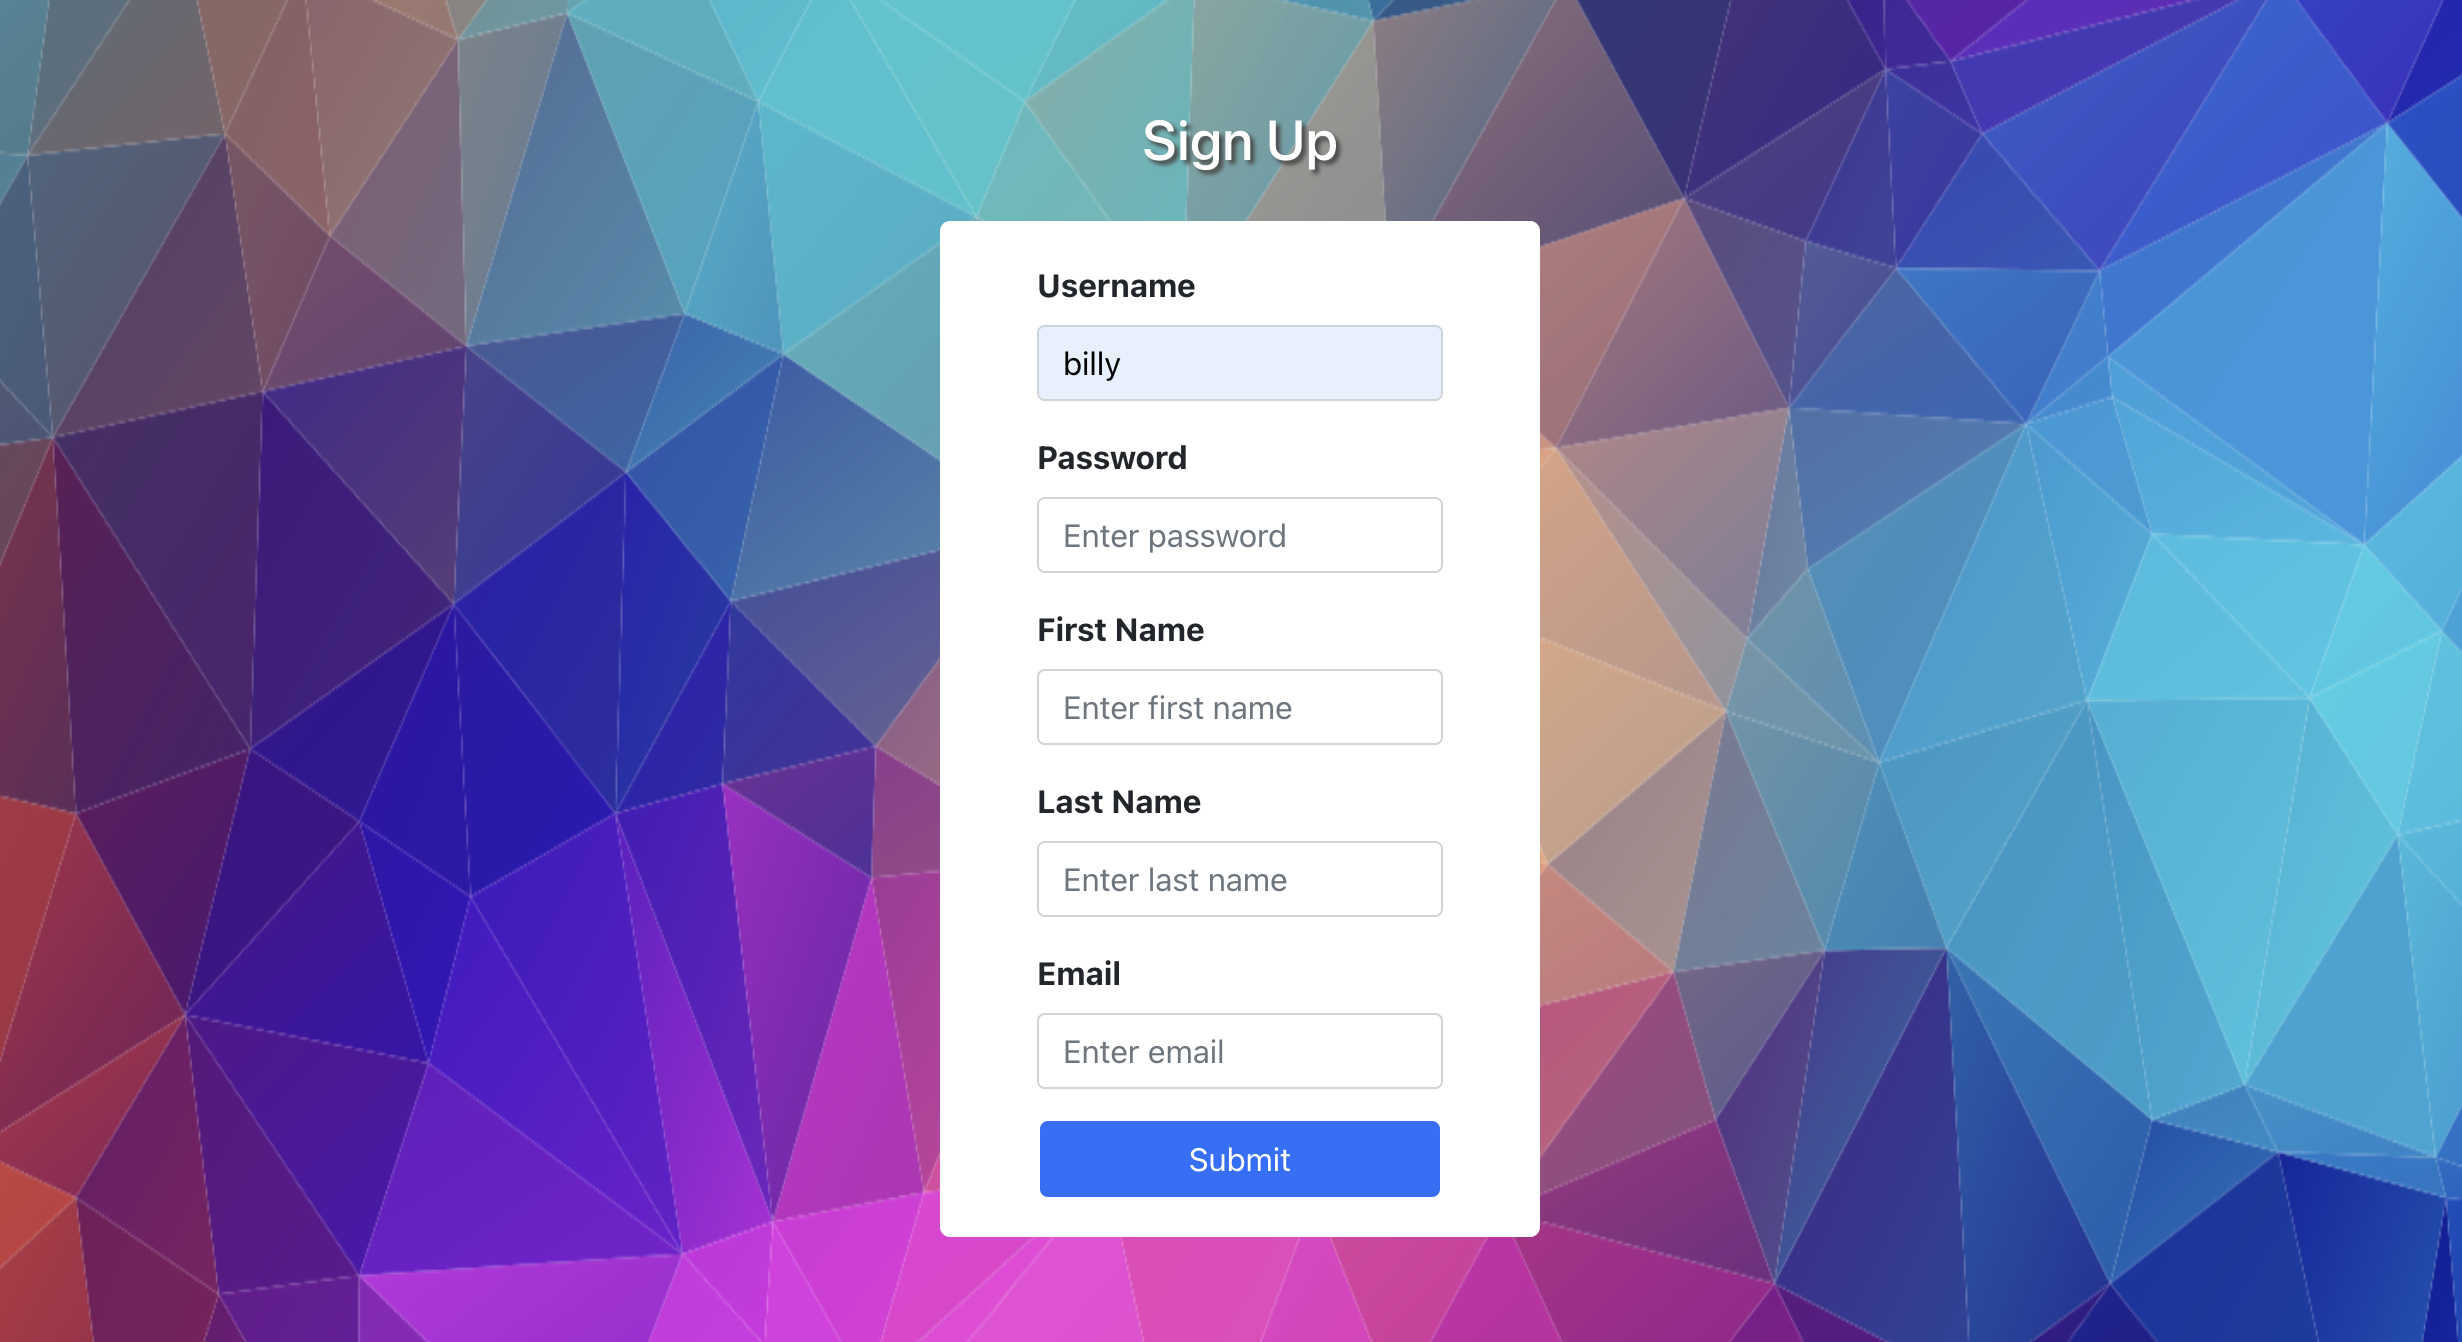 Sign Up
Username
billy
Password
Enter password
First Name
Enter first name
Last Name
Enter last name
Email
Enter email
Submit